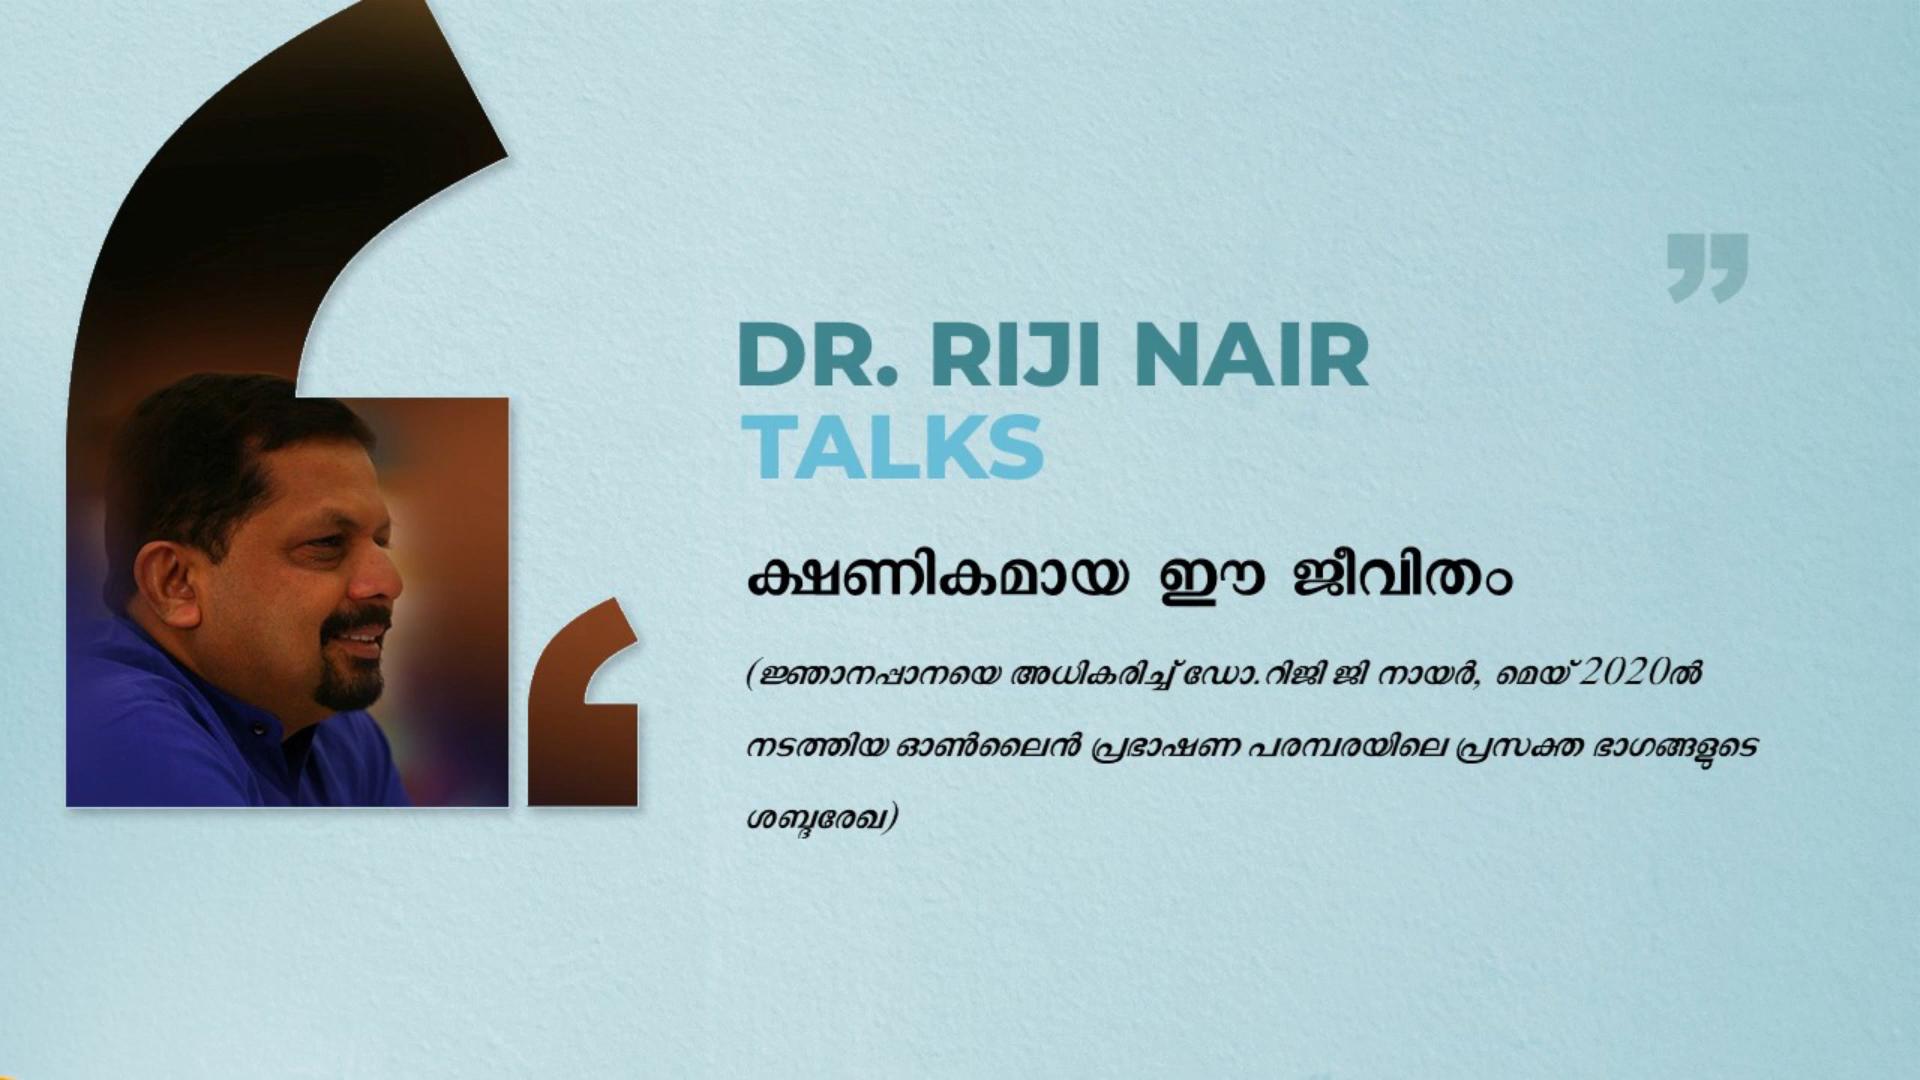 ”
DR. RIJI NAIR
TALKS
ക്ഷണികമായ ഈ ജീവിതം
(ജ്ഞാനപ്പാനയെ അധികരിച്ച് ഡോ.റിജി ജി നായർ, മെയ് 2020ൽ
നടത്തിയ ഓൺലൈൻ പ്രഭാഷണ പരമ്പരയിലെ പ്രസക്ത ഭാഗങ്ങളുടെ
ശബ്ദരേഖ)